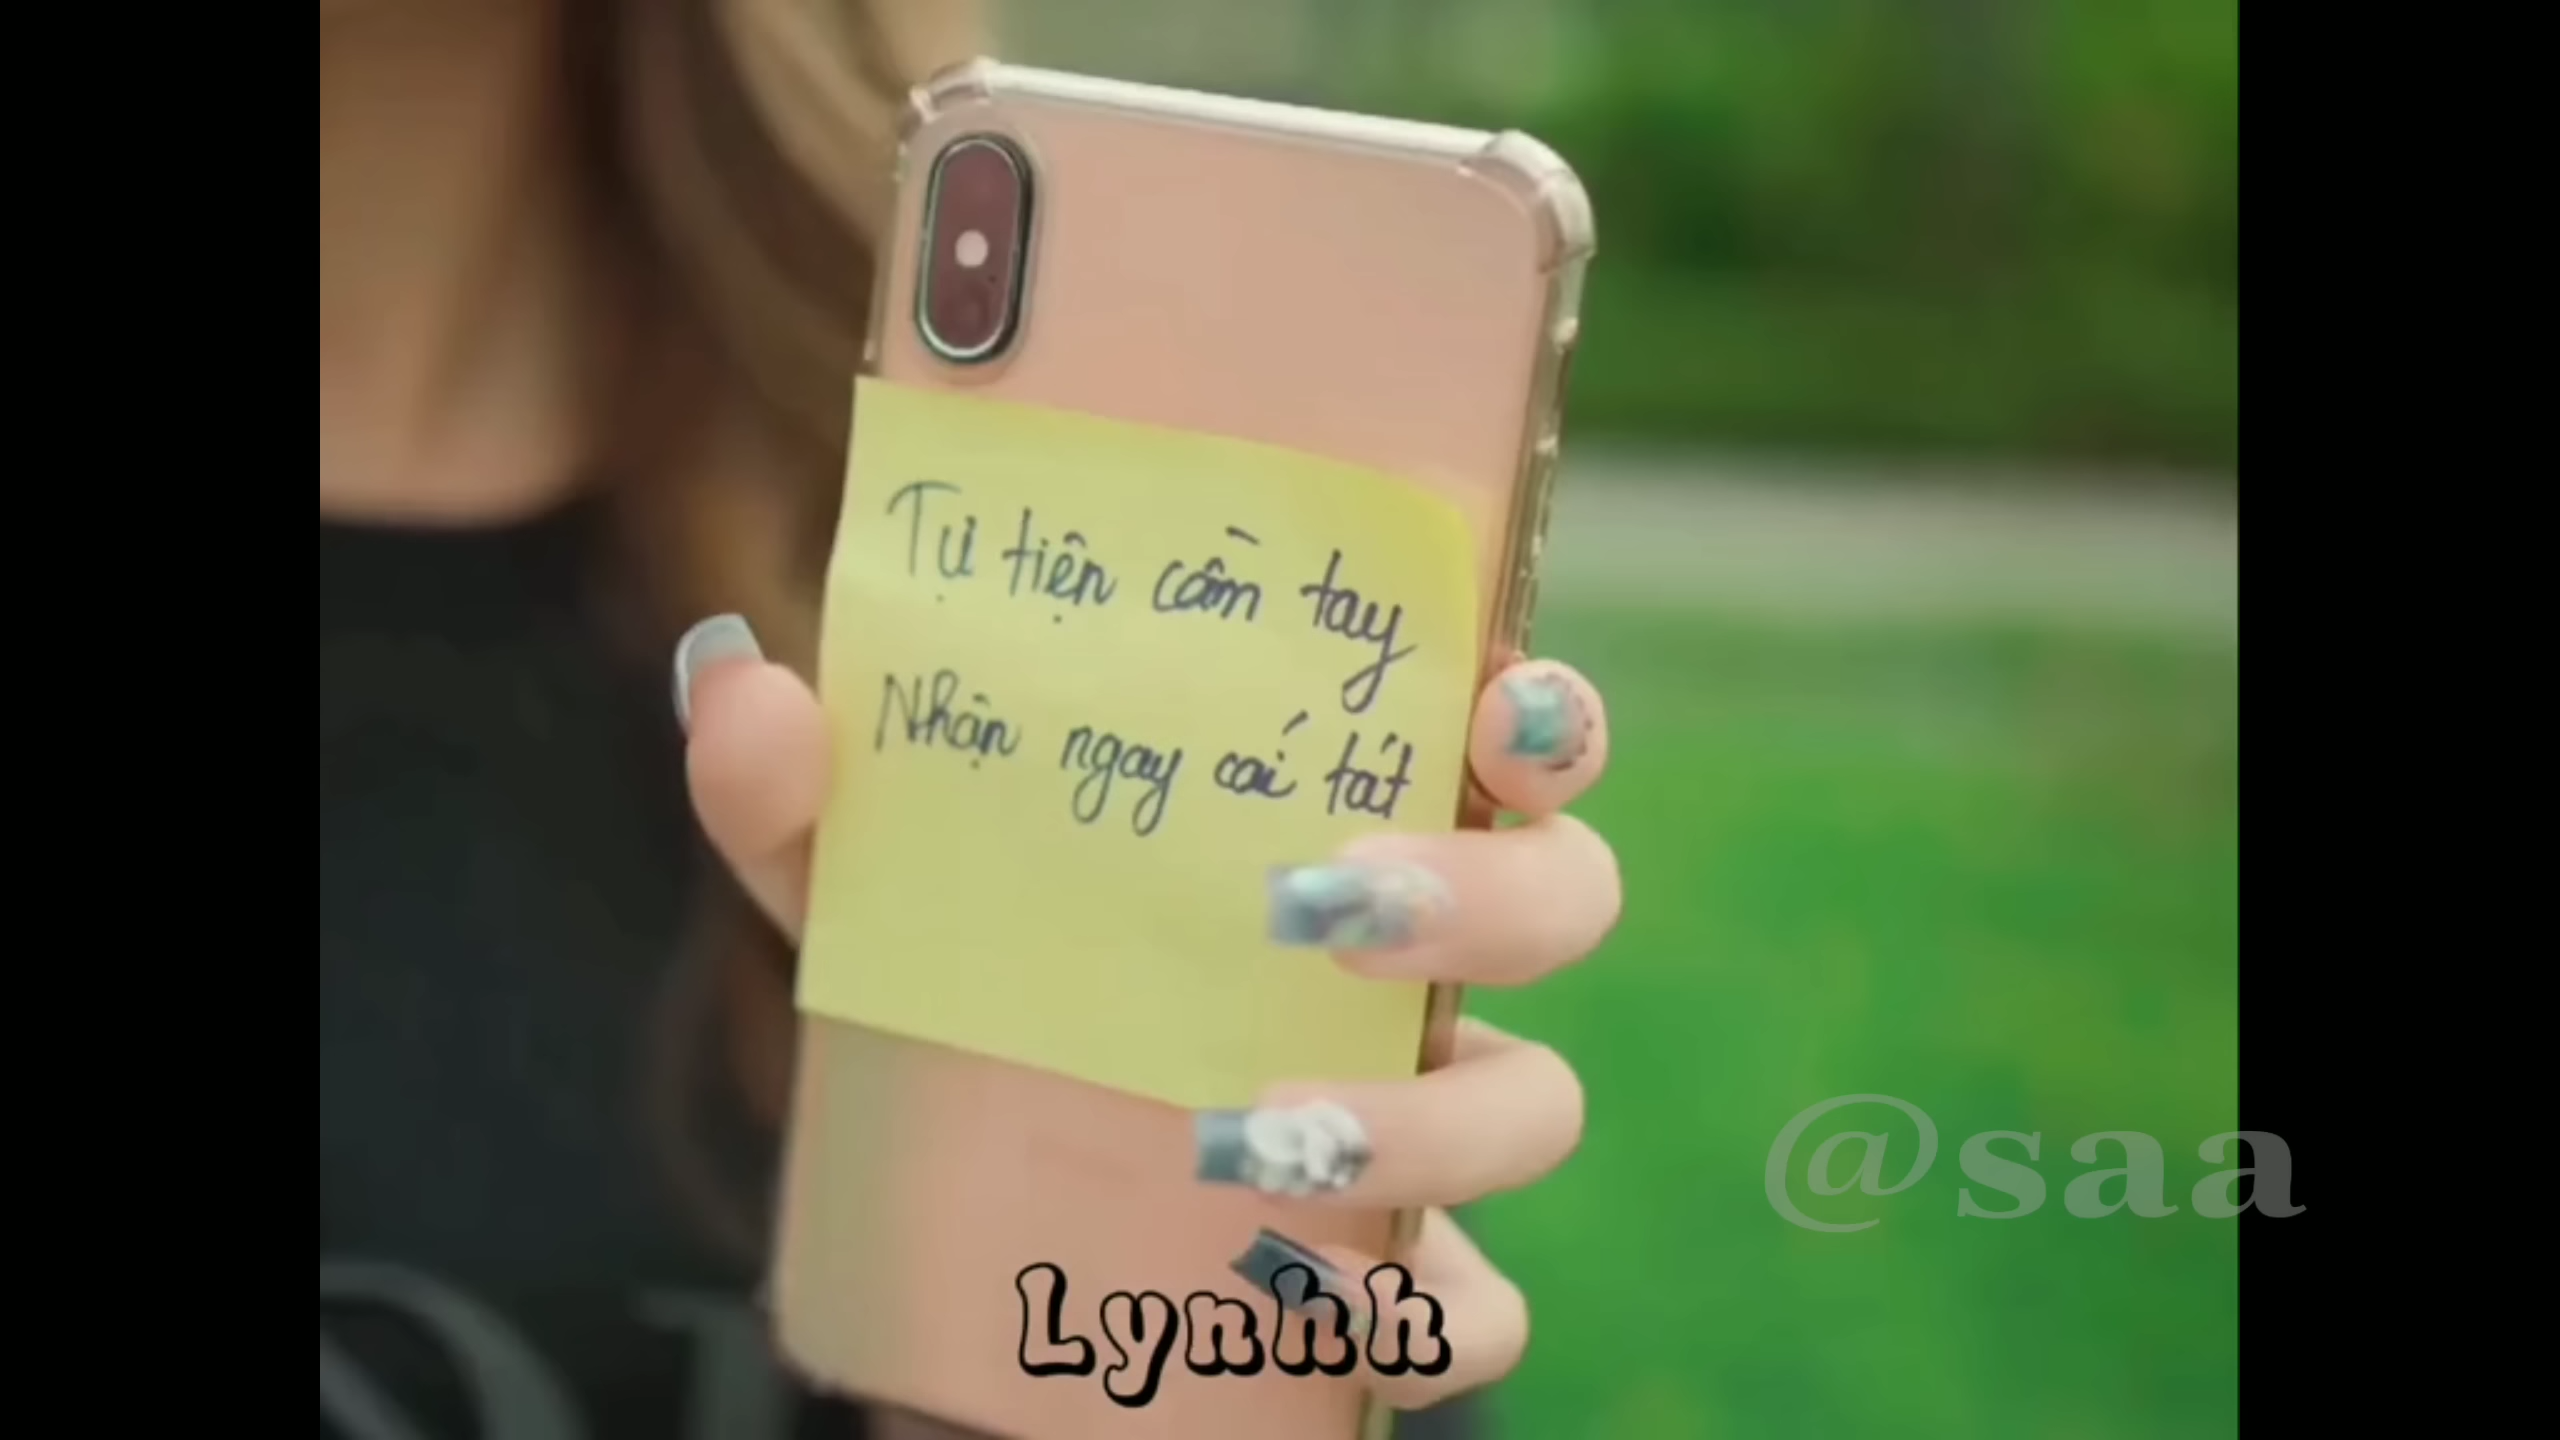 Tự tiện cầm tay
Nhận ngay cái tát
@saa
Lynhh